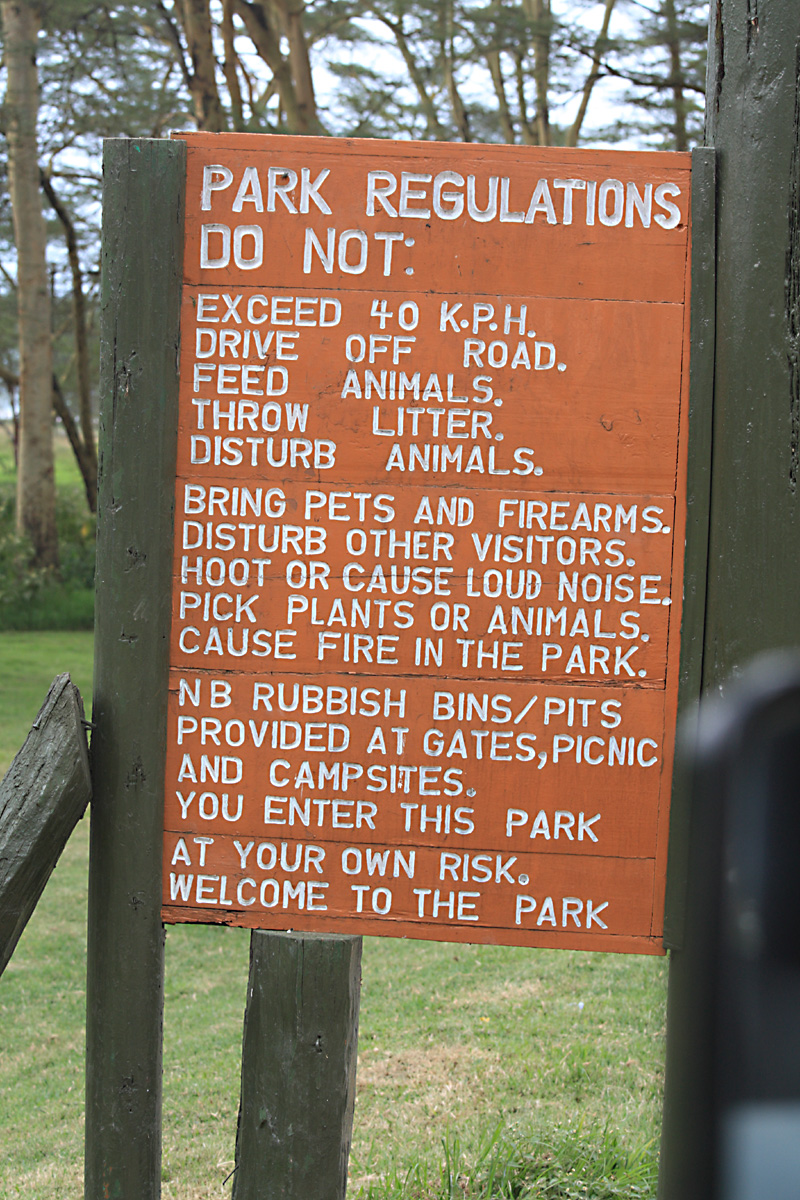 PARK REGULATIONS
DO NOT:
EXCEED 40 K.P.H.
DRIVE OFF ROAD.
FEED ANIMALS.
THROW LITTER.
DISTURB ANIMALS.
BRING PETS AND FIREARMS.
DISTURB OTHER VISITORS.
HOOT OR CAUSE LOUD NOISE.
PICK PLANTS OR ANIMALS.
CAUSE FIRE IN THE PARK.
NB RUBBISH BINS/PITS
PROVIDED AT GATES,PICNIC
AND CAMPSITES.
YOU ENTER THIS PARK
AT YOUR OWN RISK.
WELCOME TO THE PARK